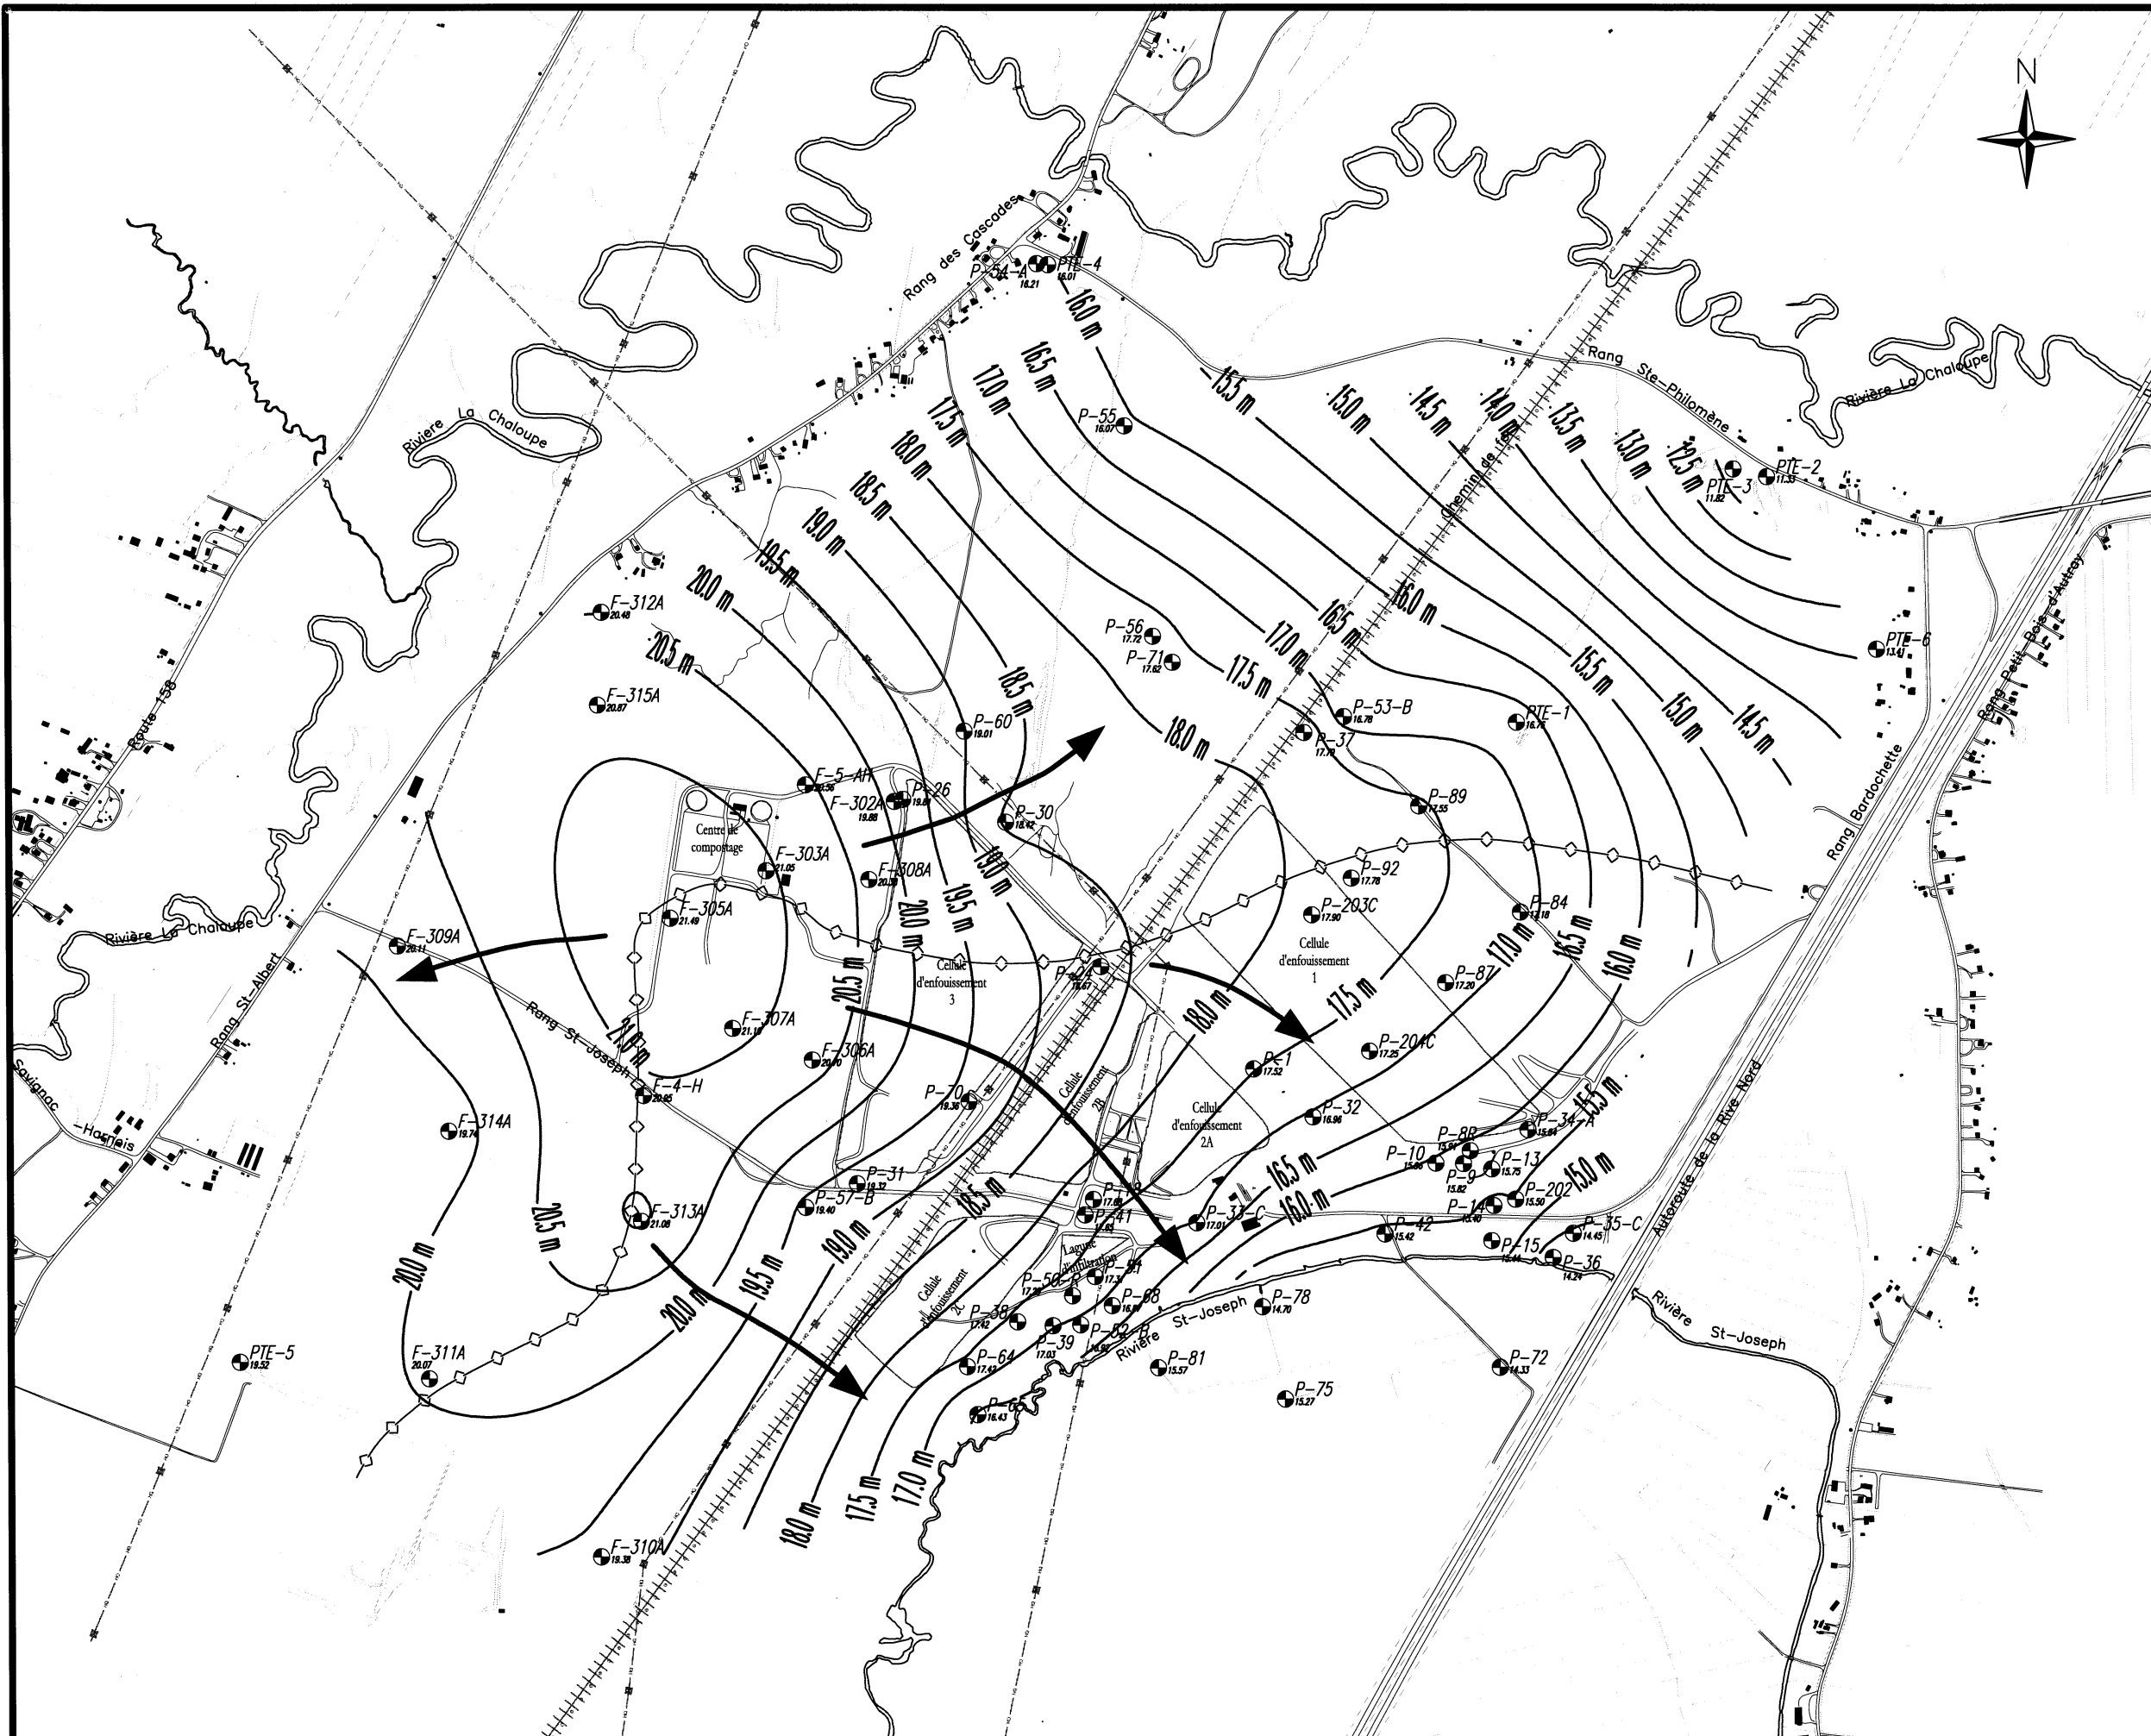 N
Rang des Cascades
P-54-A
16.21
PTE-4
16.01
16.0 m
16.5 m
17.0 m
17.5 m
18.0 m
18.5 m
19.0 m
19.5 m
20.0 m
20.5 m
15.5 m
15.0 m
14.5 m
14.0 m
13.5 m
13.0 m
12.5 m
Rang Ste-Philomène
Rivière La Chaloupe
Rivière La Chaloupe
P-55
16.07
Chemin de fer
PTE-2
11.33
PTE-3
11.82
F-312A
20.48
P-56
17.72
P-71
17.62
16.5 m
16.0 m
17.0 m
17.5 m
15.5 m
15.0 m
14.5 m
PTE-6
13.41
Rang Petit Bois d'Autray
Route 158
F-315A
20.87
P-60
19.01
18.5 m
18.0 m
P-53-B
16.78
P-37
PTE-1
Rang Bardochette
F-5-AH
F-302A
19.88
P-26
P-30
18.42
P-89
17.55
Centre de
compostage
F-303A
21.05
F-308A
19.0 m
19.5 m
20.0 m
20.5 m
P-92
17.78
P-203C
17.90
P-84
F-305A
21.49
Rivière La Chaloupe
F-309A
20.11
Rang St-Albert
Cellule
d'enfouissement
3
P-24
Cellule
d'enfouissement
1
P-87
17.20
17.0 m
16.5 m
16.0 m
17.5 m
18.0 m
F-307A
F-306A
21.0 m
Rang St-Joseph
P-204C
17.25
P-1
17.52
F-4-H
20.95
P-70
19.36
Cellule
d'enfouissement
2B
Cellule
d'enfouissement
2A
P-32
16.96
Savignac
-Harnois
F-314A
19.74
15.5 m
15.5 m
P-34-A
15.64
P-8R
P-10
P-9
15.82
P-13
15.75
16.5 m
16.0 m
15.0 m
Autoroute de la Rive Nord
P-31
19.32
P-57-B
19.40
18.5 m
19.0 m
F-313A
21.08
20.5 m
P-41
P-33-C
17.01
P-202
15.50
P-14
P-42
15.42
P-35-C
14.45
P-15
P-36
14.24
20.0 m
19.5 m
20.0 m
Lagune
d'infiltration
Cellule
d'enfouissement
2C
P-68
P-78
14.70
Rivière St-Joseph
Rivière St-Joseph
P-38
17.42
P-39
17.03
P-52-B
P-64
17.42
P-81
15.57
P-72
14.33
P-75
15.27
PTE-5
19.52
F-311A
20.07
16.43
17.0 m
17.5 m
18.0 m
F-310A
19.38